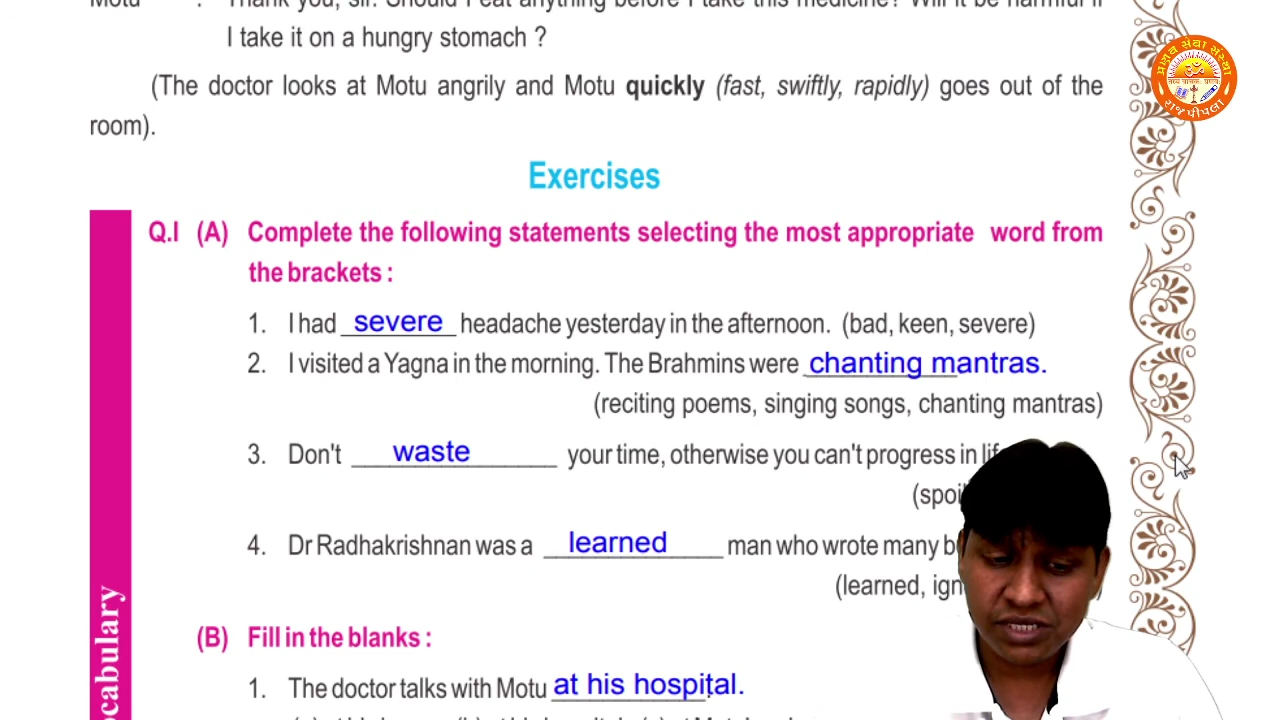 I take it on a hungry stomach ?
(The doctor looks at Motu angrily and Motu quickly (fast, swiftly, rapidly) goes out of the
room).
Exercises
Q.I (A) Complete the following statements selecting the most appropriate word from
the brackets :
1. I had severe headache yesterday in the afternoon. (bad, keen, severe)
2. I visited a Yagna in the morning. The Brahmins were chanting mantras.
(reciting poems, singing songs, chanting mantras)
3. Don't waste your time, otherwise you can't progress in
4. Dr Radhakrishnan was a learned man who wrote many
(learned,
(B) Fill in the blanks :
1. The doctor talks with Motu at his hospital.
પ્રણવ સેવા સંસ્થા
રાજપીપલા